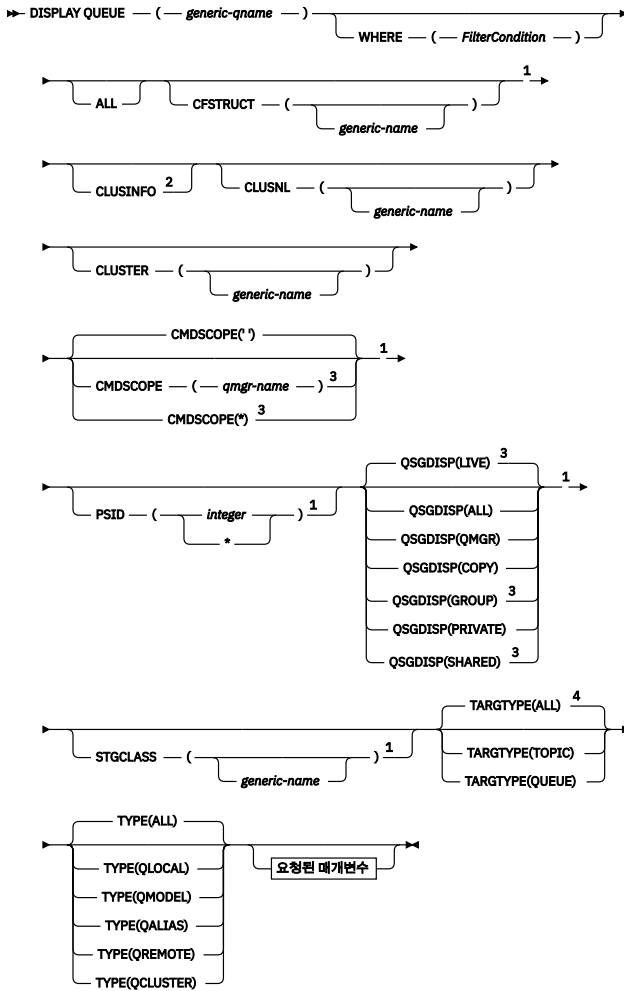 DISPLAY QUEUE ( generic-qname )
WHERE ( FilterCondition )
ALL
CFSTRUCT ( generic-name ) 1
CLUSINFO 2
CLUSNL ( generic-name )
CLUSTER ( generic-name )
CMDSCOPE(' ')
CMDSCOPE ( qmgr-name ) 3
CMDSCOPE(*) 3
1
PSID ( integer
* ) 1
QSGDISP(LIVE) 3
QSGDISP(ALL)
QSGDISP(QMGR)
QSGDISP(COPY)
QSGDISP(GROUP) 3
QSGDISP(PRIVATE)
QSGDISP(SHARED) 3
1
STGCLASS ( generic-name ) 1
TARGTYPE(ALL) 4
TARGTYPE(TOPIC)
TARGTYPE(QUEUE)
TYPE(ALL)
TYPE(QLOCAL)
TYPE(QMODEL)
TYPE(QALIAS)
TYPE(QREMOTE)
TYPE(QCLUSTER)
요청된 매개변수